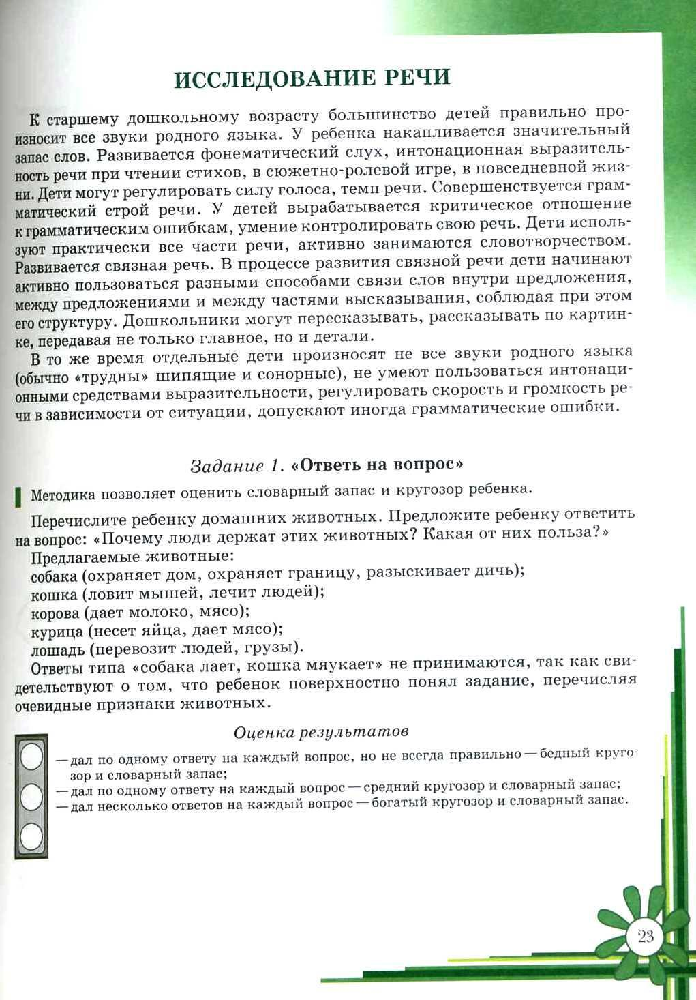 ИССЛЕДОВАНИЕ РЕЧИ
К старшему дошкольному возрасту большинство детей правильно про-
износит все звуки родного языка. У ребенка накапливается значительный
запас слов. Развивается фонематический слух, интонационная выразитель-
ность речи при чтении стихов, в сюжетно-ролевой игре, в повседневной жиз-
ни. Дети могут регулировать силу голоса, темп речи. Совершенствуется грам-
матический строй речи. У детей вырабатывается критическое отношение
к грамматическим ошибкам, умение контролировать свою речь. Дети исполь-
зуют практически все части речи, активно занимаются словотворчеством.
Развивается связная речь. В процессе развития связной речи дети начинают
активно пользоваться разными способами связи слов внутри предложения,
между предложениями и между частями высказывания, соблюдая при этом
его структуру. Дошкольники могут пересказывать, рассказывать по картин-
ке, передавая не только главное, но и детали.
В то же время отдельные дети произносят не все звуки родного языка
(обычно «трудны» шипящие и сонорные), не умеют пользоваться интонаци-
онными средствами выразительности, регулировать скорость и громкость ре-
чи в зависимости от ситуации, допускают иногда грамматические ошибки.
Задание 1. «Ответь на вопрос»
Методика позволяет оценить словарный запас и кругозор ребенка.
Перечислите ребенку домашних животных. Предложите ребенку ответить
на вопрос: «Почему люди держат этих животных? Какая от них польза?»
Предлагаемые животные:
собака (охраняет дом, охраняет границу, разыскивает дичь);
кошка (ловит мышей, лечит людей);
корова (дает молоко, мясо);
курица (несет яйца, дает мясо);
лошадь (перевозит людей, грузы).
Ответы типа «собака лает, кошка мяукает» не принимаются, так как сви-
детельствуют о том, что ребенок поверхностно понял задание, перечисляя
очевидные признаки животных.
Оценка результатов
— дал по одному ответу на каждый вопрос, но не всегда правильно — бедный круго-
зор и словарный запас;
— дал по одному ответу на каждый вопрос — средний кругозор и словарный запас;
— дал несколько ответов на каждый вопрос — богатый кругозор и словарный запас.
23